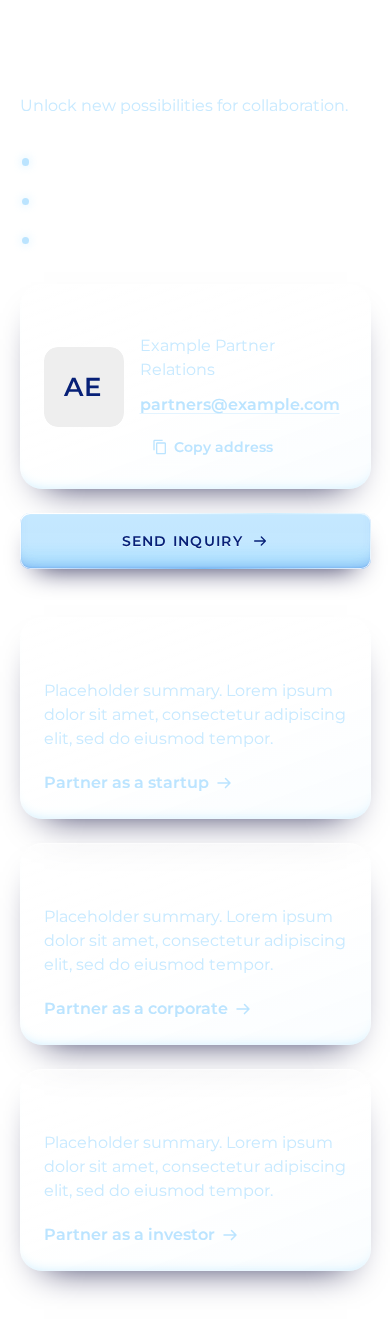 Unlock new possibilities for collaboration.
AE
Example Partner
Relations
partners@example.com
Copy address
SEND INQUIRY
Placeholder summary. Lorem ipsum
dolor sit amet, consectetur adipiscing
elit, sed do eiusmod tempor.
Partner as a startup
Placeholder summary. Lorem ipsum
dolor sit amet, consectetur adipiscing
elit, sed do eiusmod tempor.
Partner as a corporate
Placeholder summary. Lorem ipsum
dolor sit amet, consectetur adipiscing
elit, sed do eiusmod tempor.
Partner as a investor